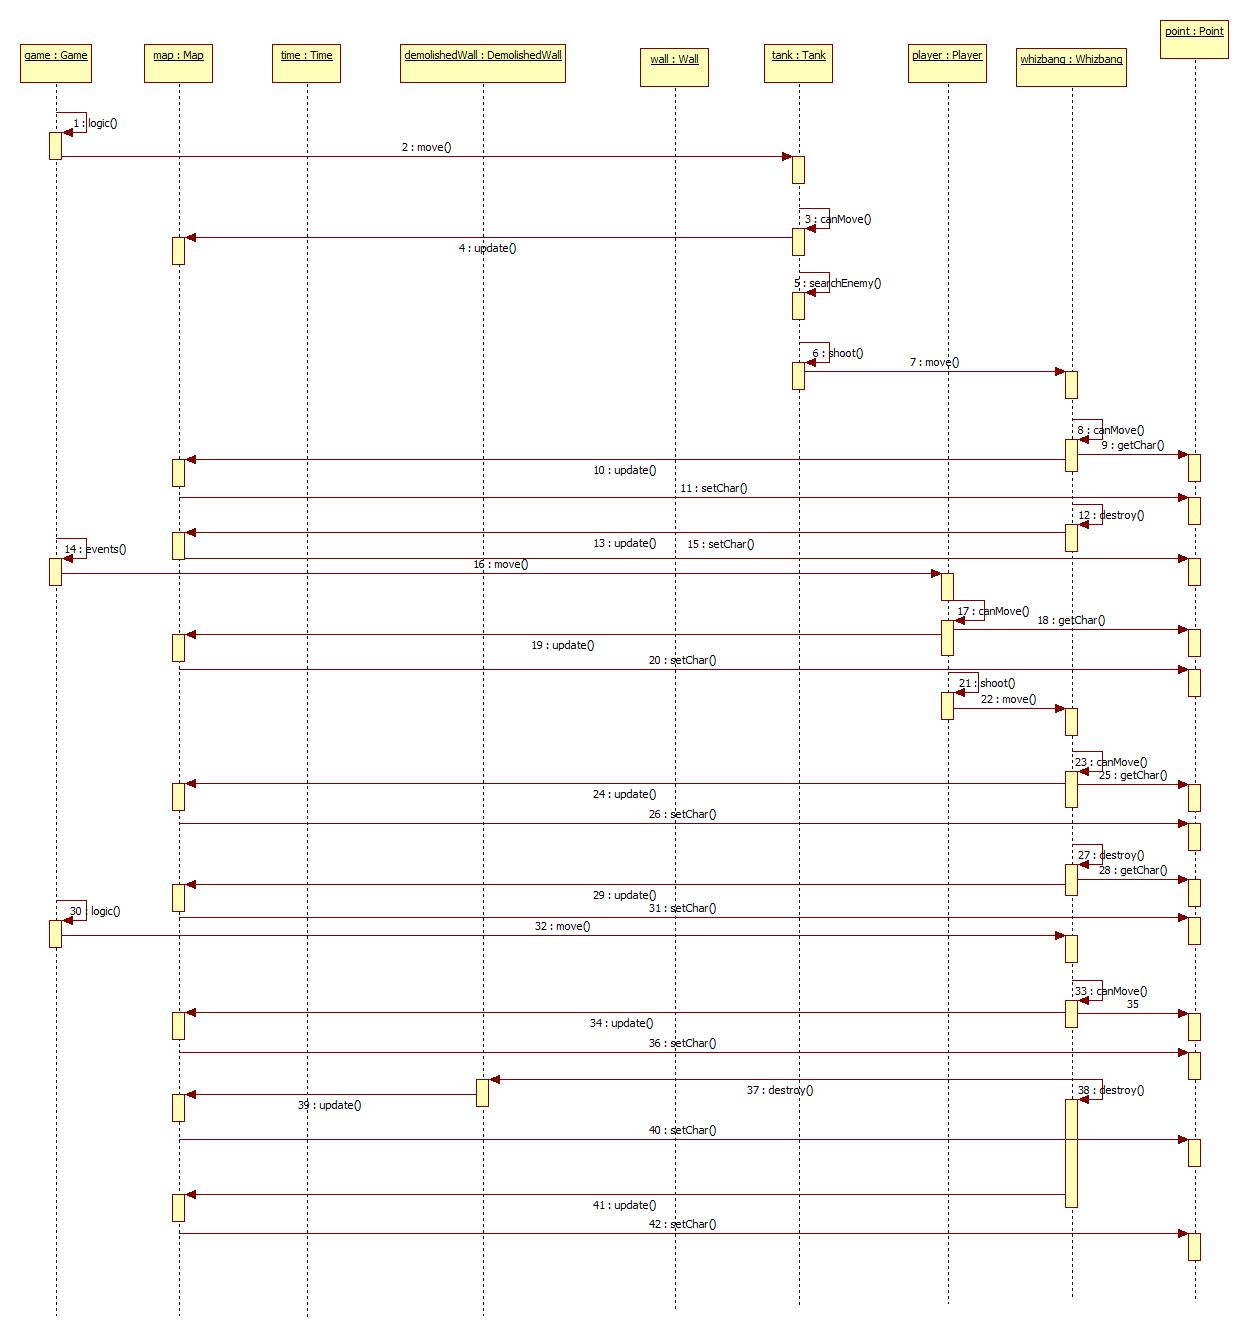 point : Point
game : Game
map : Map
time : Time
demolishedWall : DemolishedWall
wall : Wall
tank : Tank
player : Player
whizbang : Whizbang
1 : logic()
2 : move()
3 : canMove()
4 : update()
5 : searchEnemy()
6 : shoot()
7 : move()
8 : canMove()
9 : getChar()
10 : update()
11 : setChar()
12 : destroy()
13 : update()
15 : setChar()
14 : events()
16 : move()
17 : canMove()
18 : getChar()
19 : update()
20 : setChar()
21 : shoot()
22 : move()
23 : canMove()
25 : getChar()
24 : update()
26 : setChar()
27 : destroy()
28 : getChar()
29 : update()
31 : setChar()
30 : logic()
32 : move()
33 : canMove()
35
34 : update()
36 : setChar()
37 : destroy()
38 : destroy()
39 : update()
40 : setChar()
41 : update()
42 : setChar()